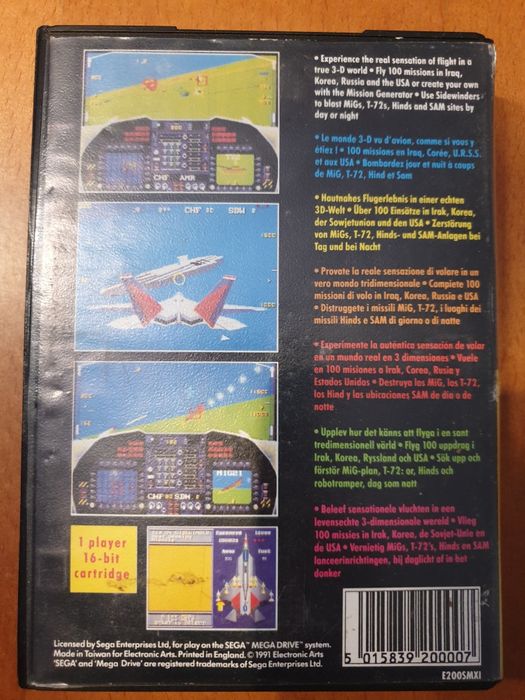 • Experience the real sensation of flight in a
true 3-D world • Fly 100 missions in Iraq,
Korea, Russia and the USA or create your own
with the Mission Generator • Use Sidewinders
to blast MiGs, T-72s, Hinds and SAM sites by
day or night
• Le monde 3-D vu d'avion, comme si vous y
étiez ! • 100 missions en Iraq, Corée, U.R.S.S.
et aux USA • Bombardez jour et nuit à coups
de MiG, T-72, Hind et Sam
• Hautnahes Flugerlebnis in einer echten
3D-Welt • Über 100 Einsätze in Irak, Korea,
der Sowjetunion und den USA • Zerstörung
von MiGs, T-72, Hinds- und SAM-Anlagen bei
Tag und bei Nacht
• Provate la reale sensazione di volare in un
vero mondo tridimensionale • Complete 100
missioni di volo in Iraq, Korea, Russia e USA
• Distruggete i missili MiG, T-72, i luoghi dei
missili Hinds e SAM di giorno o di notte
• Experimente la auténtica sensación de volar
en un mundo real en 3 dimensiones • Vuele
en 100 misiones a Irak, Corea, Rusia y
Estados Unidos • Destruya los MiG, los T-72,
los Hind y las ubicaciones SAM de día o de
noche
• Upplev hur det känns att flyga i en sant
tredimensionell värld • Flyg 100 uppdrag i
Irak, Korea, Ryssland och USA • Sök upp och
förstör MiG-plan, T-72: or, Hinds och
robotramper, dag som natt
• Beleef sensationele vluchten in een
levensechte 3-dimensionale wereld • Vlieg
100 missies in Irak, Korea, de Sovjet-Unie en
de USA • Vernietig MiGs, T-72's, Hinds en SAM
lanceerinrichtingen, bij daglicht of in het
donker
CMF AMR
CMF SDW
CMF SDW
MIG21
1 player
16-bit
cartridge
Licensed by Sega Enterprises Ltd, for play on the SEGA™ MEGA DRIVE™ system.
Made in Taiwan for Electronic Arts. Printed in England. © 1991 Electronic Arts
'SEGA' and 'Mega Drive' are registered trademarks of Sega Enterprises Ltd.
5 015839 200007
E200SMXI